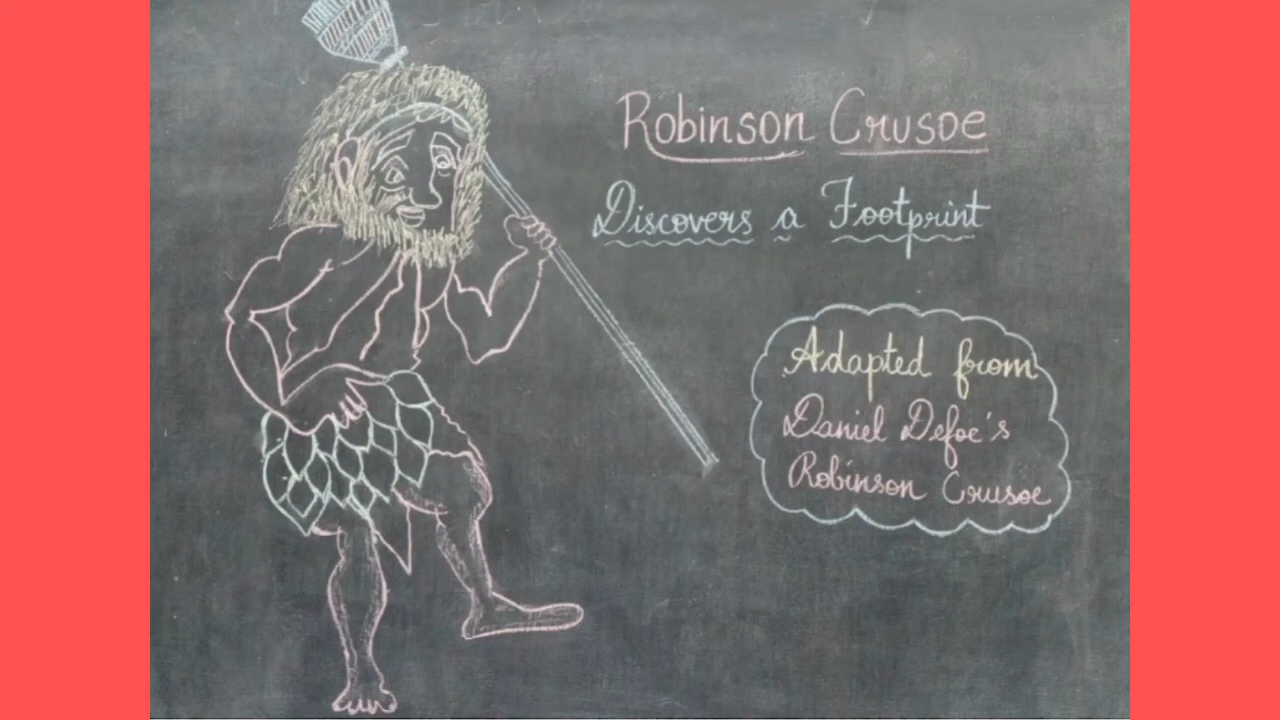 Robinson Crusoe
Discovers a Footprint
Adapted from
Daniel Defoe's
Robinson Crusoe